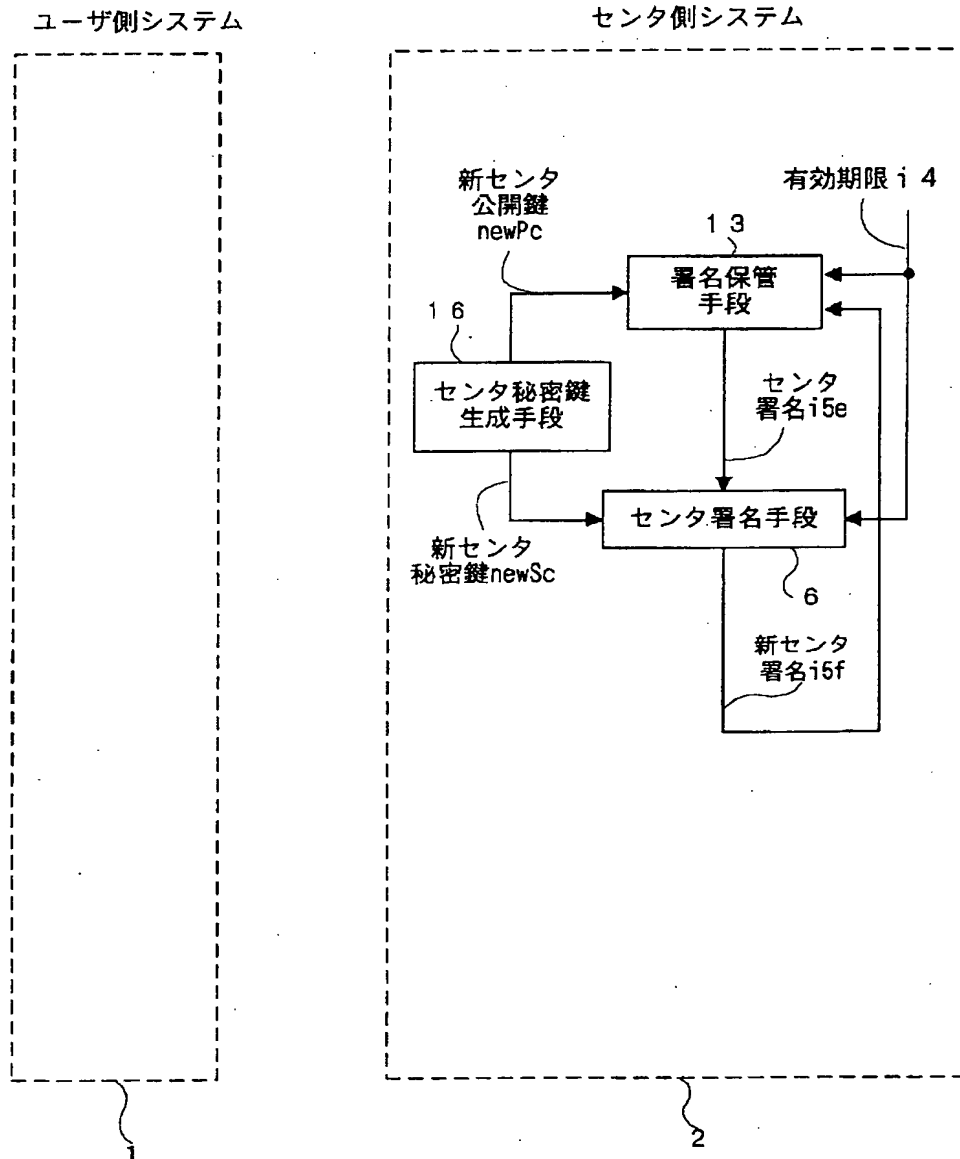 ユーザ側システム
センタ側システム
新センタ
公開鍵
newPc
有効期限i4
13
署名保管
手段
16
センタ秘密鍵
生成手段
センタ
署名i5e
センタ署名手段
新センタ
秘密鍵newSc
6
新センタ
署名i5f
1
2